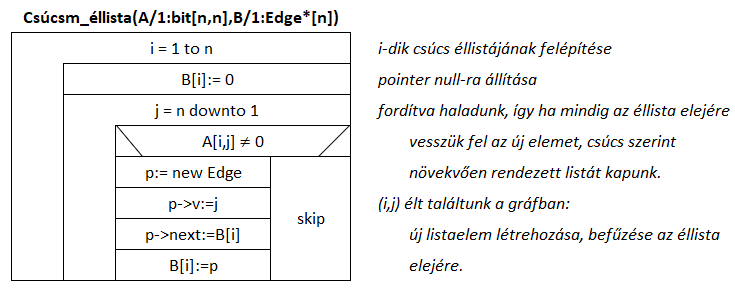 Csúcsm_éllista(A/1:bit[n,n],B/1:Edge*[n])
i = 1 to n
i-dik csúcs éllistájának felépítése
B[i]:= 0
pointer null-ra állítása
j = n downto 1
fordítva haladunk, így ha mindig az éllista elejére
A[i,j] ≠ 0
vesszük fel az új elemet, csúcs szerint
p:= new Edge
növekvően rendezett listát kapunk.
p->v:=j
skip
(i,j) élt találtunk a gráfban:
p->next:=B[i]
új listaelem létrehozása, befűzése az éllista
B[i]:=p
elejére.